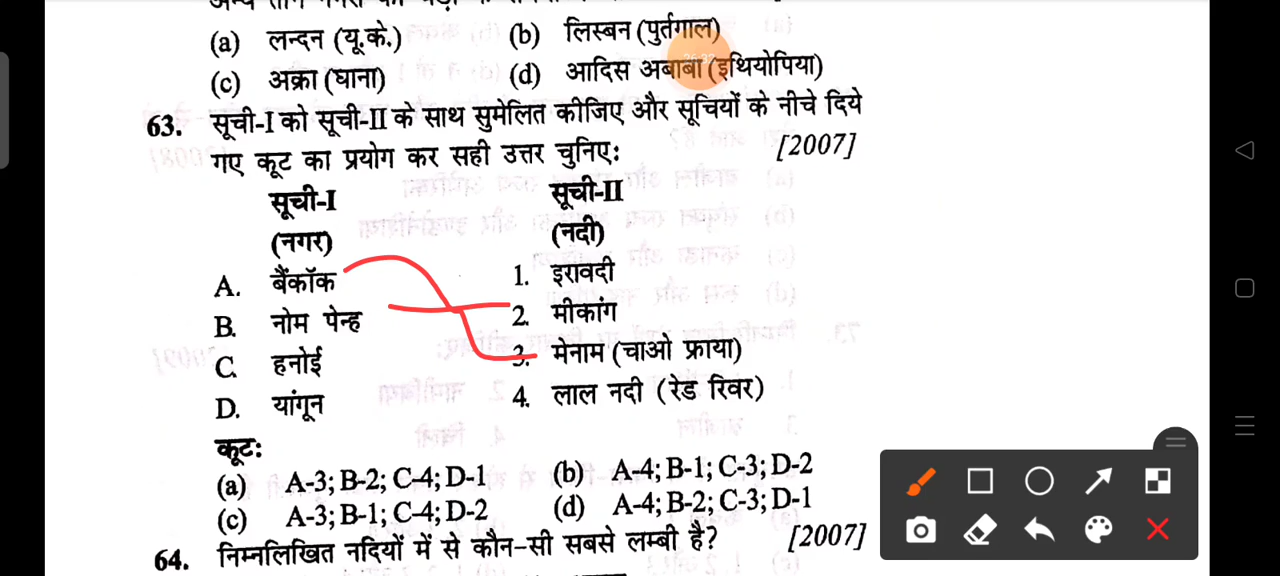 (a) लन्दन (यू.के.) (b) लिस्बन (पुर्तगाल)
(c) अक्रा (घाना) (d) आदिस अबाबा (इथियोपिया)
63. सूची-I को सूची-II के साथ सुमेलित कीजिए और सूचियों के नीचे दिये
गए कूट का प्रयोग कर सही उत्तर चुनिए: [2007]
सूची-I सूची-II
(नगर) (नदी)
A. बैंकॉक 1. इरावदी
B. नोम पेन्ह 2. मीकांग
C. हनोई 3. मेनाम (चाओ फ्राया)
D. यांगून 4. लाल नदी (रेड रिवर)
कूट:
(a) A-3; B-2; C-4; D-1 (b) A-4; B-1; C-3; D-2
(c) A-3; B-1; C-4; D-2 (d) A-4; B-2; C-3; D-1
64. निम्नलिखित नदियों में से कौन-सी सबसे लम्बी है? [2007]